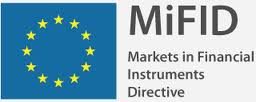 MiFID
Markets in Financial
Instruments
Directive